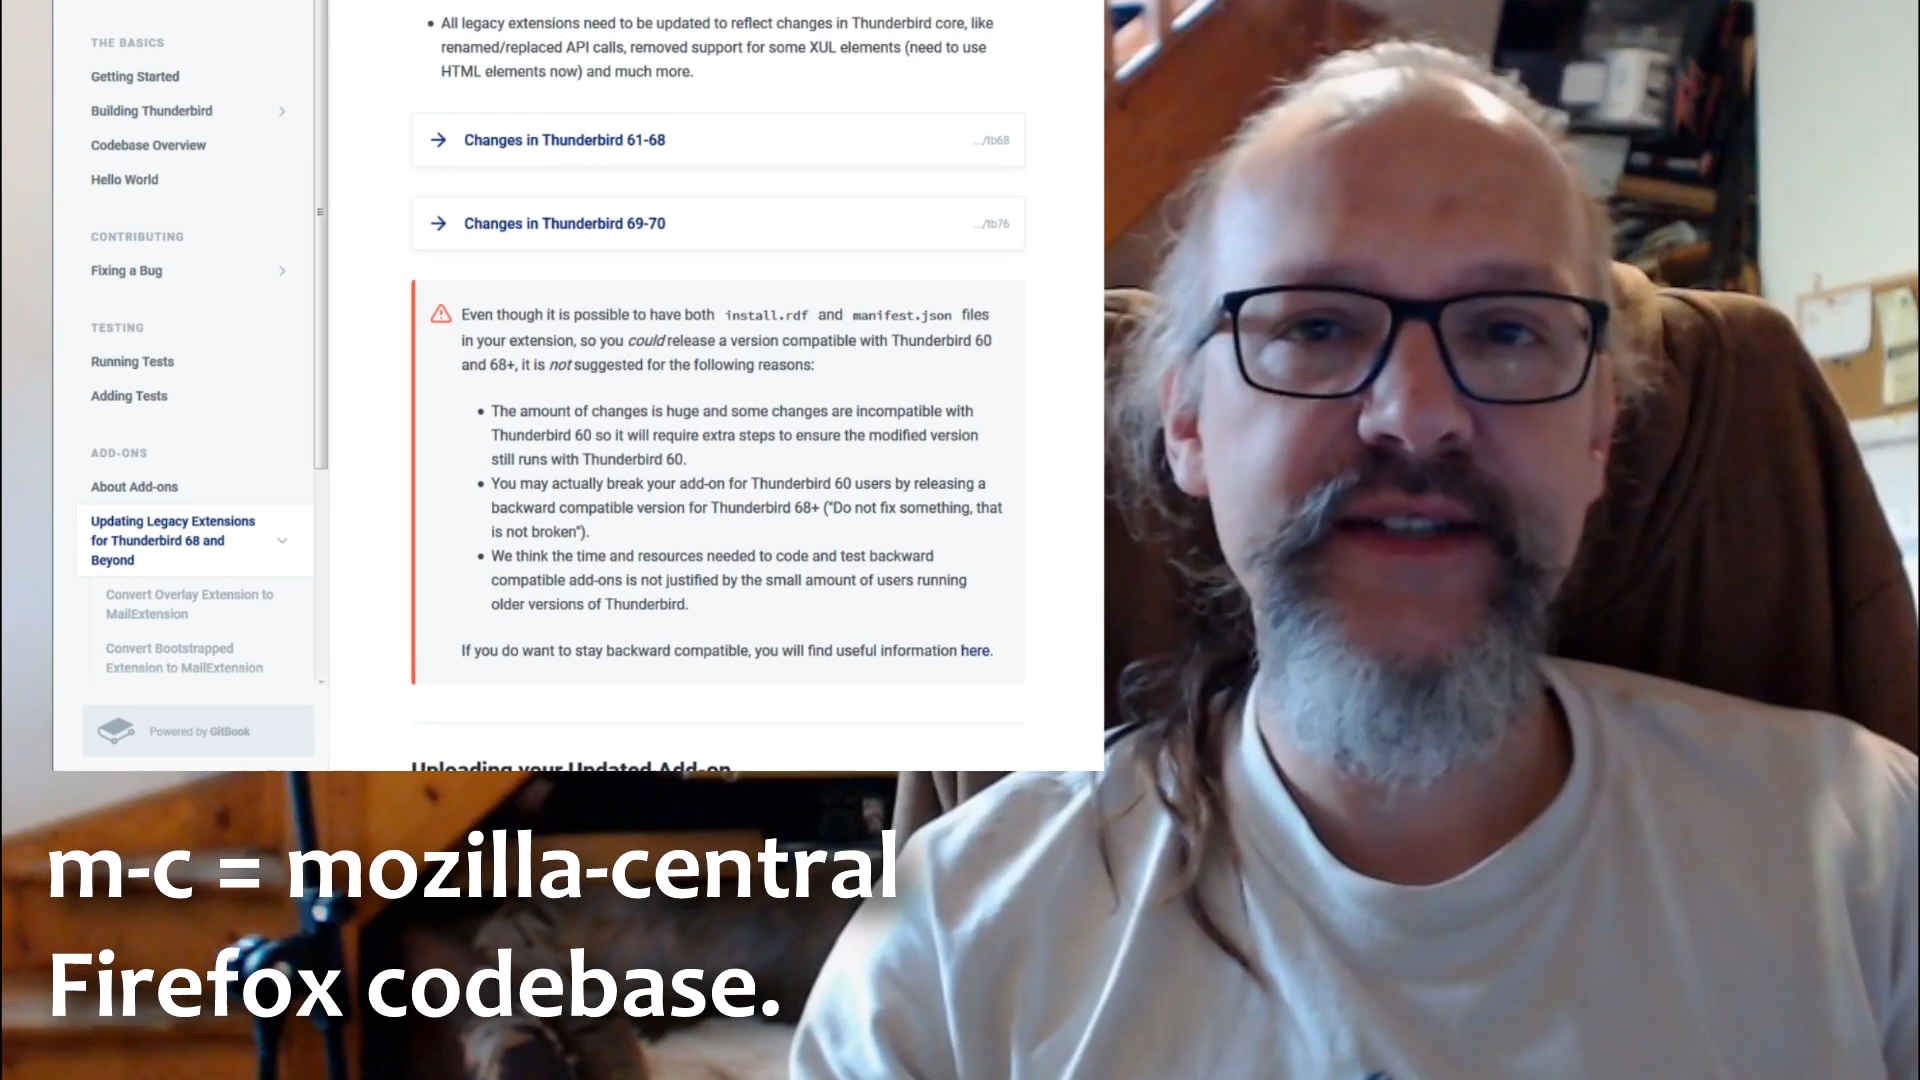 THE BASICS
Getting Started
Building Thunderbird
Codebase Overview
Hello World
CONTRIBUTING
Fixing a Bug
TESTING
Running Tests
Adding Tests
ADD-ONS
About Add-ons
Updating Legacy Extensions
for Thunderbird 68 and
Beyond
Convert Overlay Extension to
MailExtension
Convert Bootstrapped
Extension to MailExtension
Powered by GitBook
• All legacy extensions need to be updated to reflect changes in Thunderbird core, like
renamed/replaced API calls, removed support for some XUL elements (need to use
HTML elements now) and much more.
Changes in Thunderbird 61-68 .../tb68
Changes in Thunderbird 69-70 .../tb76
Even though it is possible to have both install.rdf and manifest.json files
in your extension, so you could release a version compatible with Thunderbird 60
and 68+, it is not suggested for the following reasons:
• The amount of changes is huge and some changes are incompatible with
Thunderbird 60 so it will require extra steps to ensure the modified version
still runs with Thunderbird 60.
• You may actually break your add-on for Thunderbird 60 users by releasing a
backward compatible version for Thunderbird 68+ ("Do not fix something, that
is not broken").
• We think the time and resources needed to code and test backward
compatible add-ons is not justified by the small amount of users running
older versions of Thunderbird.
If you do want to stay backward compatible, you will find useful information here.
Uploading your Updated Add-on
m-c = mozilla-central
Firefox codebase.